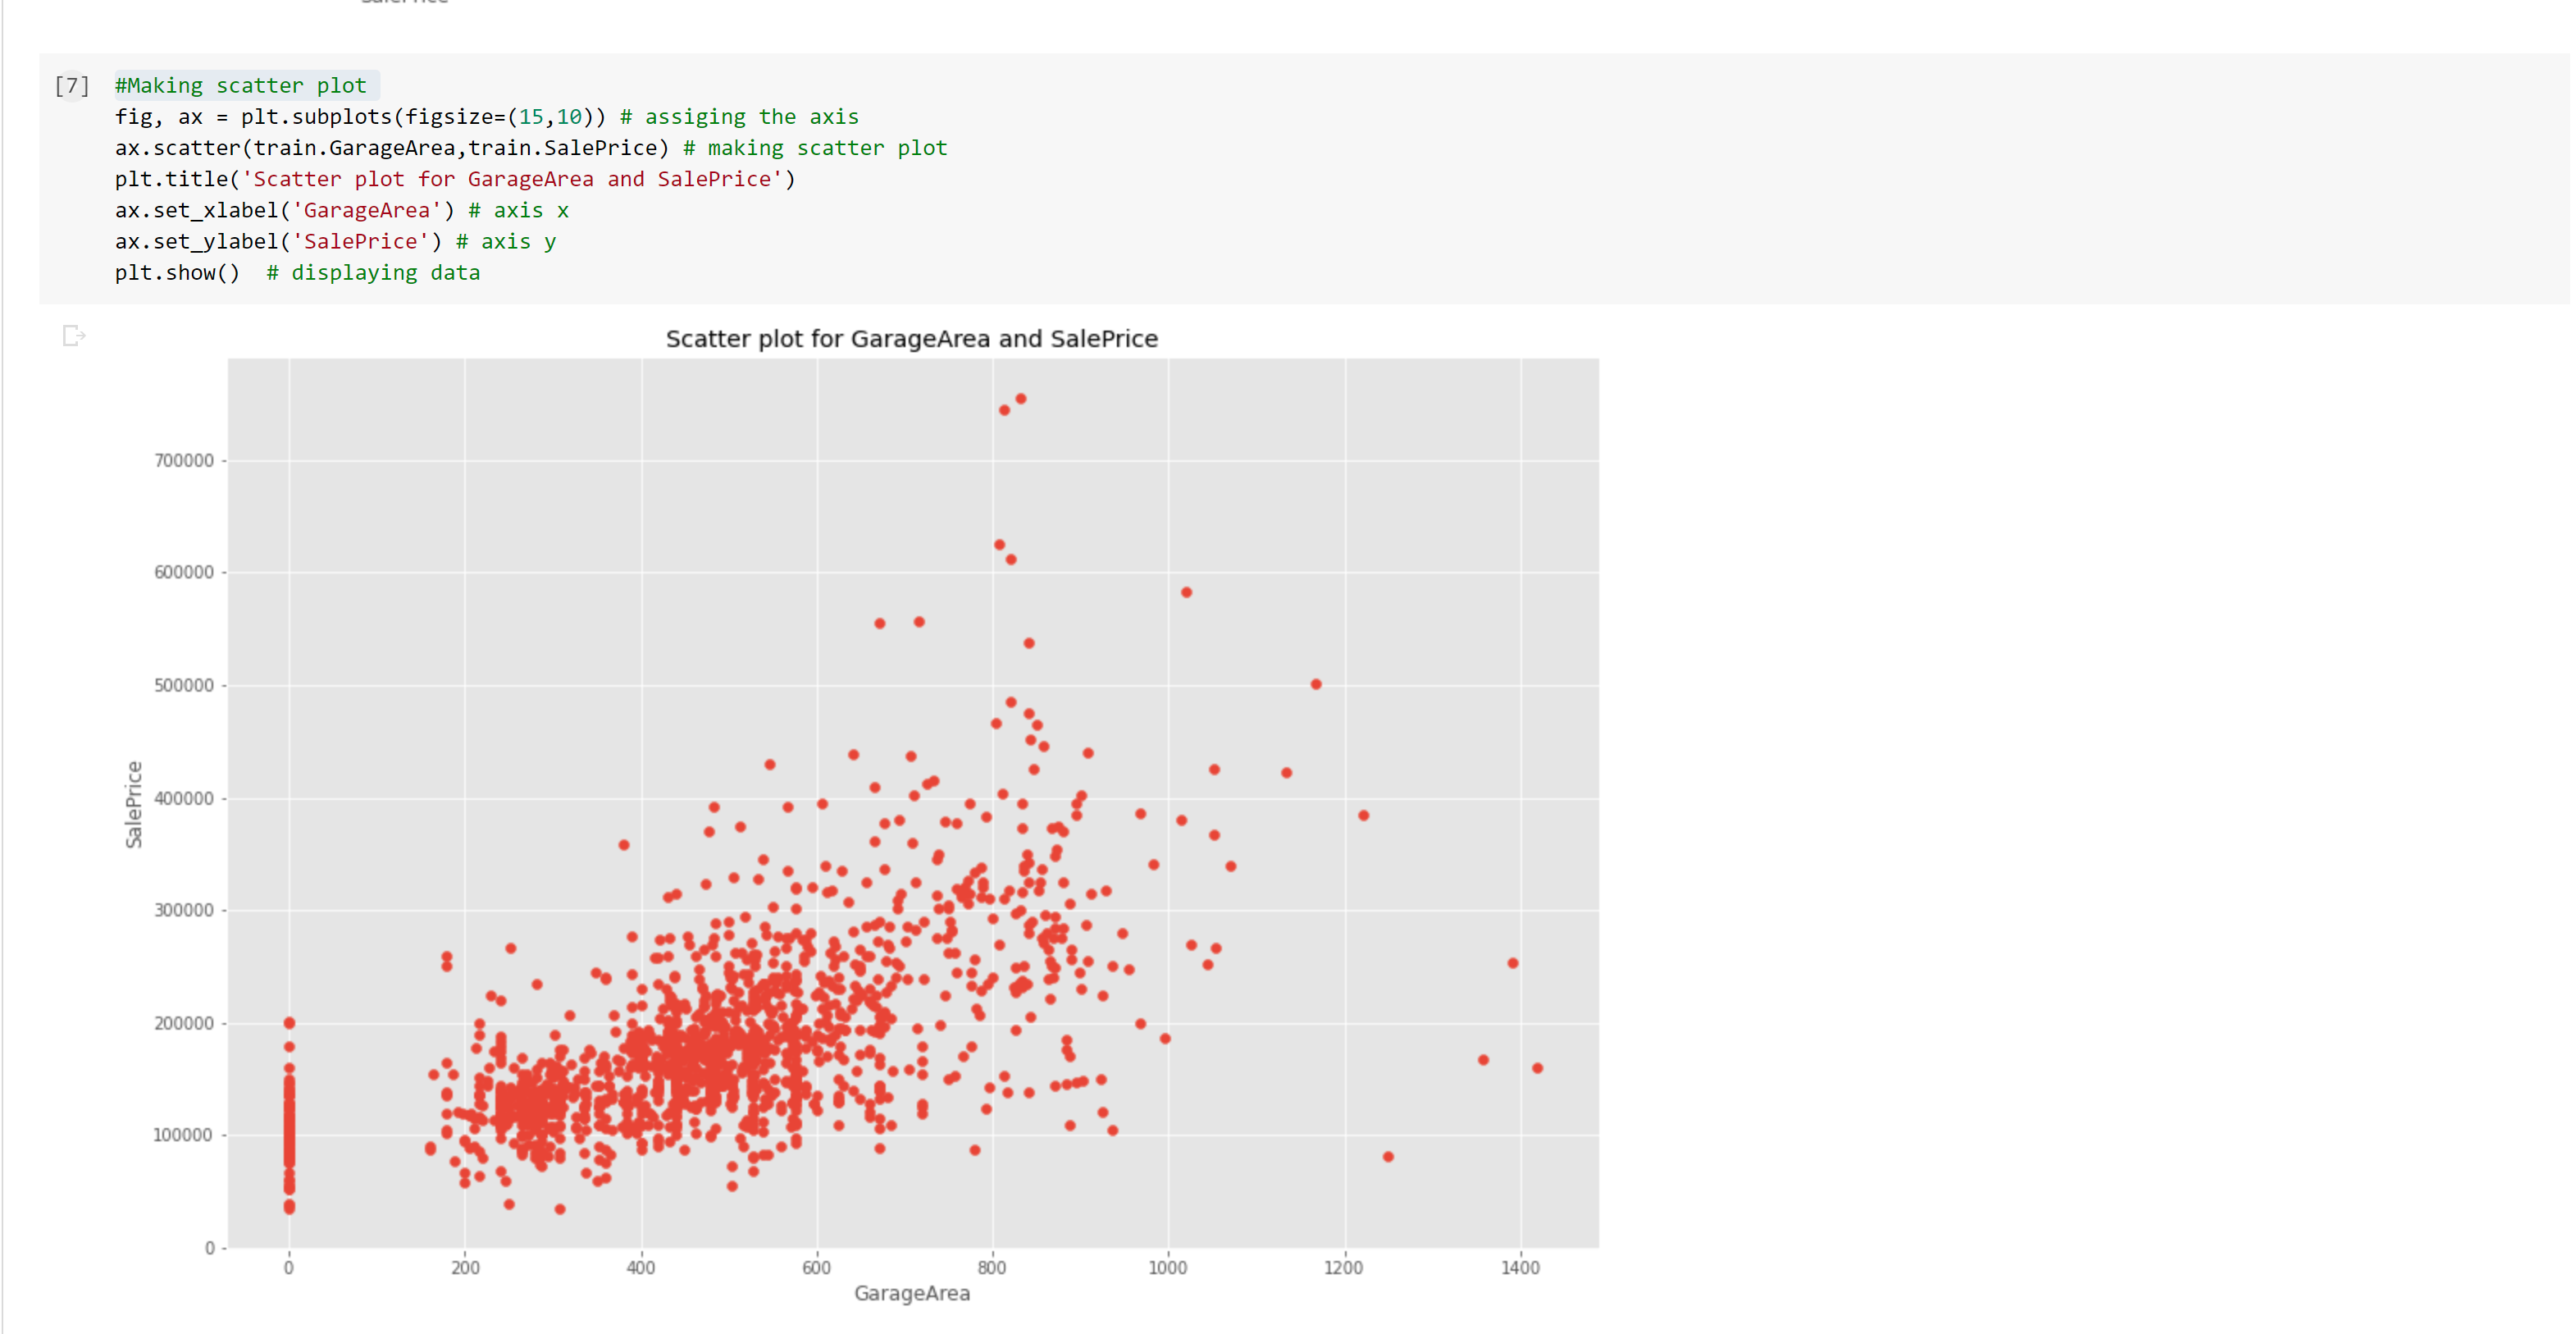 [7] #Making scatter plot
fig, ax = plt.subplots(figsize=(15,10)) # assiging the axis
ax.scatter(train.GarageArea,train.SalePrice) # making scatter plot
plt.title('Scatter plot for GarageArea and SalePrice')
ax.set_xlabel('GarageArea') # axis x
ax.set_ylabel('SalePrice') # axis y
plt.show()  # displaying data
Scatter plot for GarageArea and SalePrice
700000
600000
500000
400000
300000
200000
100000
0
SalePrice
0 200 400 600 800 1000 1200 1400
GarageArea